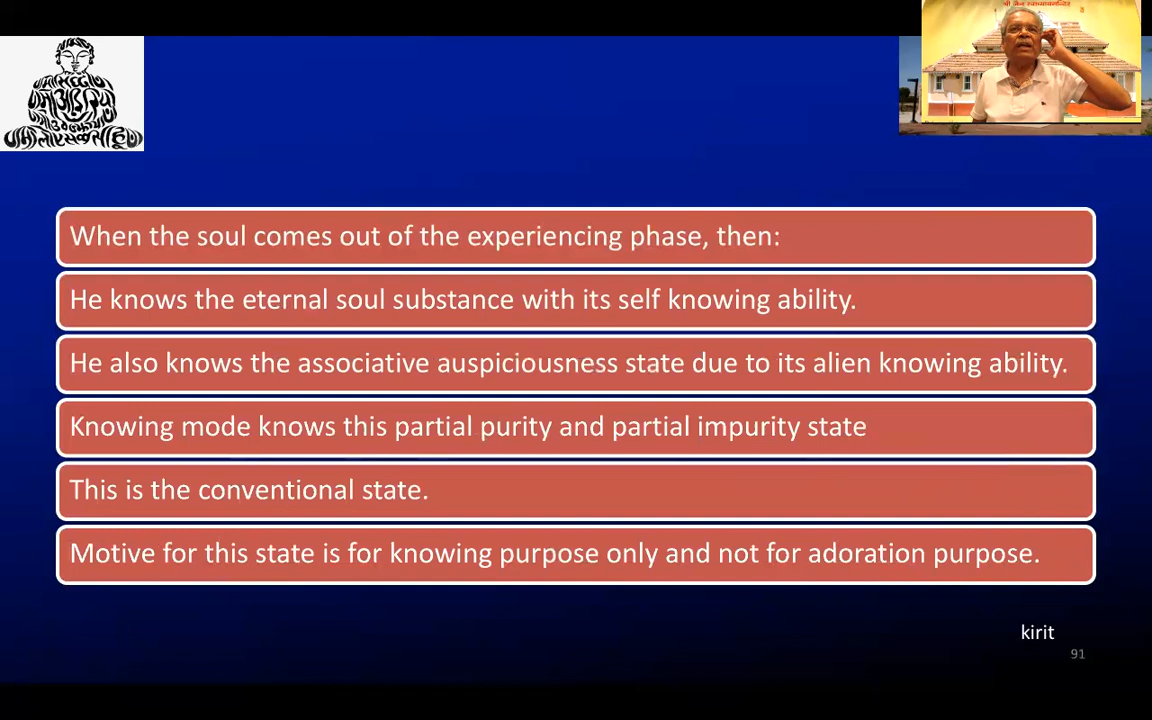 When the soul comes out of the experiencing phase, then:
He knows the eternal soul substance with its self knowing ability.
He also knows the associative auspiciousness state due to its alien knowing ability.
Knowing mode knows this partial purity and partial impurity state
This is the conventional state.
Motive for this state is for knowing purpose only and not for adoration purpose.
kirit
91